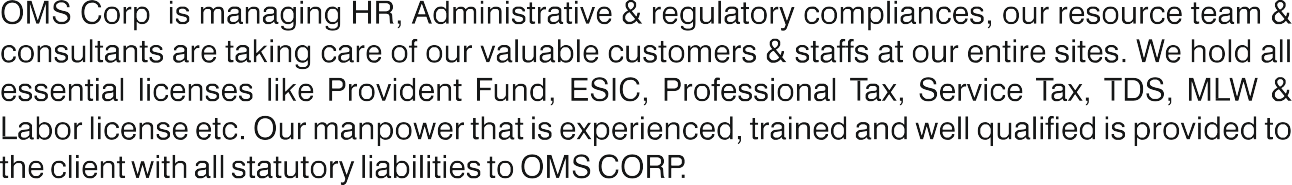 OMS Corp  is managing HR, Administrative & regulatory compliances, our resource team &
consultants are taking care of our valuable customers & staffs at our entire sites. We hold all
essential licenses like Provident Fund, ESIC, Professional Tax, Service Tax, TDS, MLW &
Labor license etc. Our manpower that is experienced, trained and well qualified is provided to
the client with all statutory liabilities to OMS CORP.